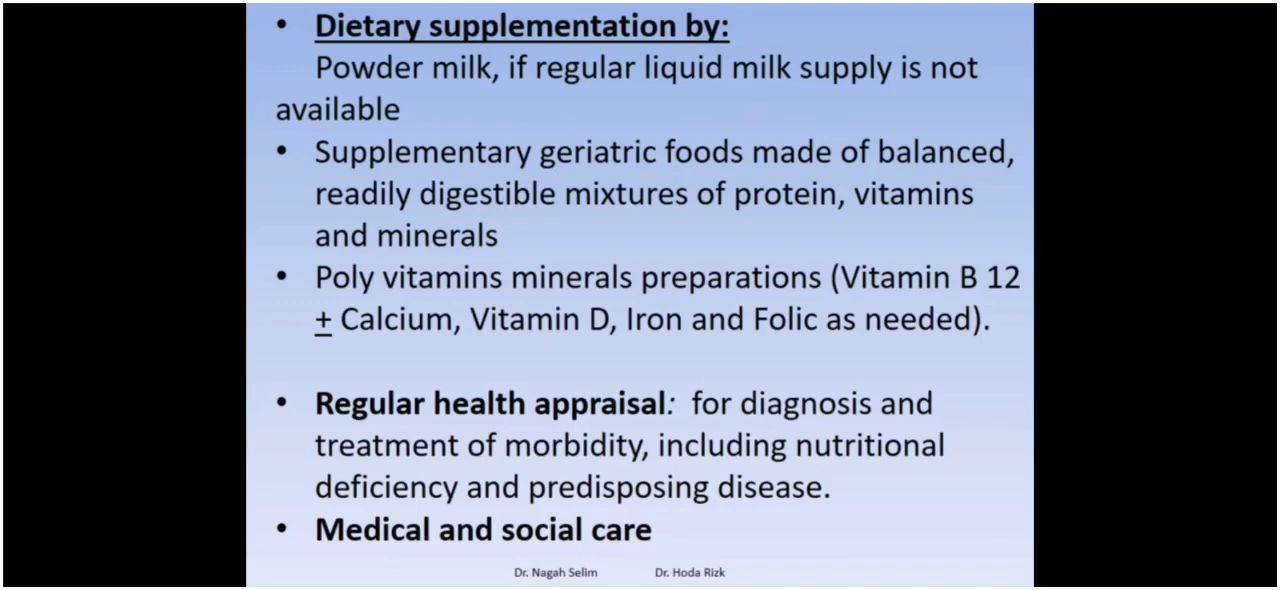 • Dietary supplementation by:
Powder milk, if regular liquid milk supply is not
available
• Supplementary geriatric foods made of balanced,
readily digestible mixtures of protein, vitamins
and minerals
• Poly vitamins minerals preparations (Vitamin B 12
+ Calcium, Vitamin D, Iron and Folic as needed).
• Regular health appraisal: for diagnosis and
treatment of morbidity, including nutritional
deficiency and predisposing disease.
• Medical and social care
Dr. Nagah Selim Dr. Hoda Rizk